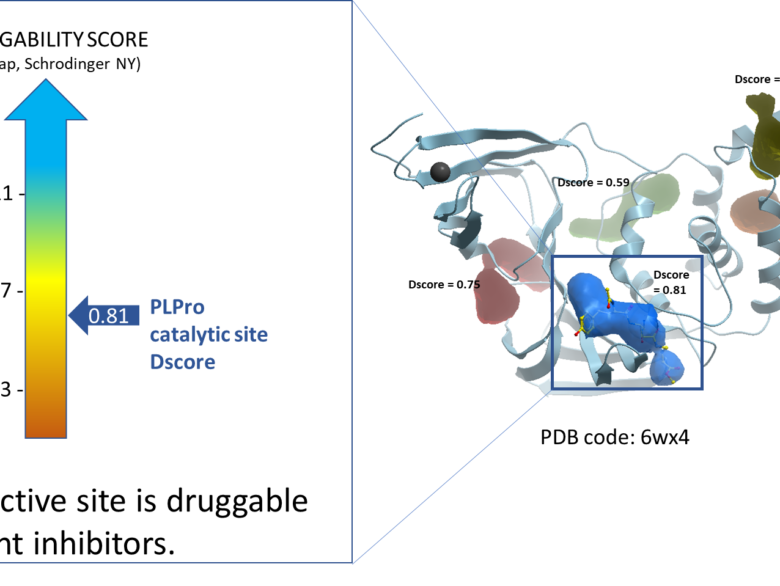 GABILITY SCORE
ap, Schrodinger NY)
.1 -
7 -
3 -
0.81
PLPro
catalytic site
Dscore
ctive site is druggable
nt inhibitors.
Dscore =
Dscore = 0.59
Dscore = 0.75
Dscore
= 0.81
PDB code: 6wx4